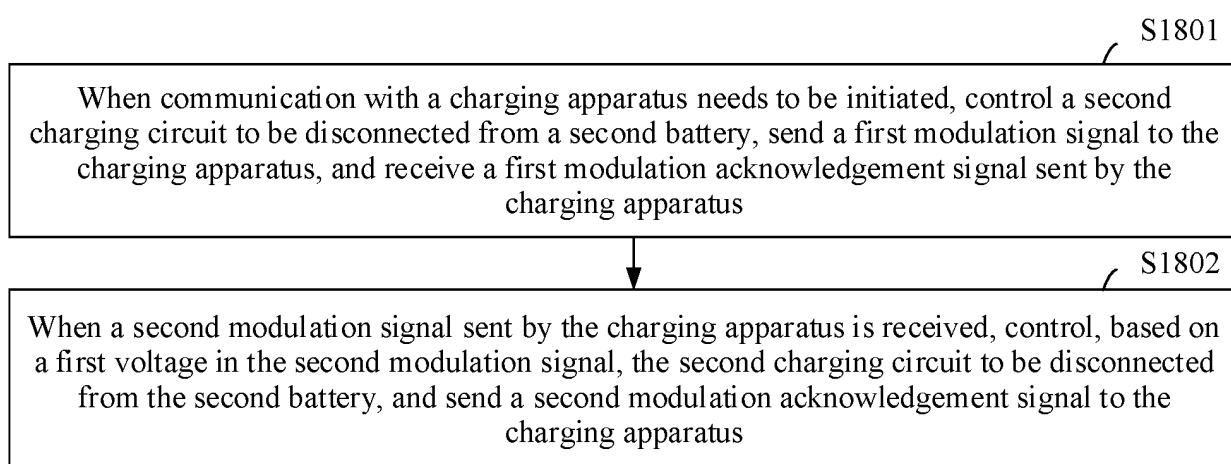 S1801
When communication with a charging apparatus needs to be initiated, control a second
charging circuit to be disconnected from a second battery, send a first modulation signal to the
charging apparatus, and receive a first modulation acknowledgement signal sent by the
charging apparatus
S1802
When a second modulation signal sent by the charging apparatus is received, control, based on
a first voltage in the second modulation signal, the second charging circuit to be disconnected
from the second battery, and send a second modulation acknowledgement signal to the
charging apparatus